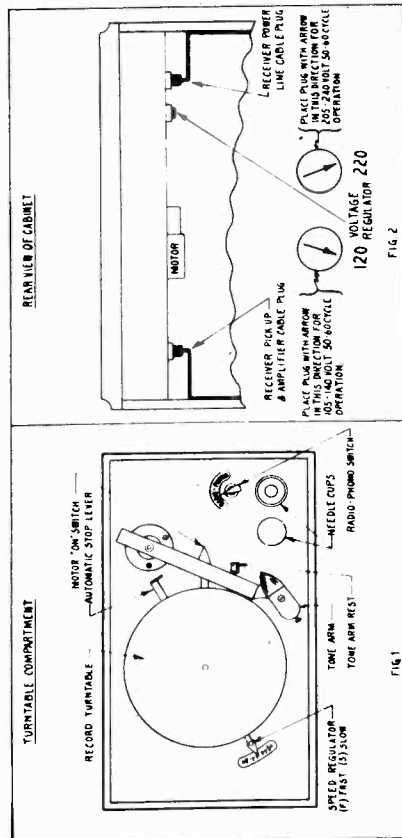 TURNTABLE COMPARTMENT
RECORD TURNTABLE
MOTOR "ON" SWITCH
AUTOMATIC STOP LEVER
SPEED REGULATOR
(F) FAST (S) SLOW
TONE ARM
TONE ARM REST
NEEDLE CUPS
RADIO-PHONO SWITCH
FIG.1
REAR VIEW OF CABINET
MOTOR
RECEIVER PICK UP
& AMPLIFIER CABLE PLUG
RECEIVER POWER
LINE CABLE PLUG
PLACE PLUG WITH ARROW
IN THIS DIRECTION FOR
105-140 VOLT 50-60 CYCLE
OPERATION.
120 VOLTAGE 220
REGULATOR
PLACE PLUG WITH ARROW
IN THIS DIRECTION FOR
205-240 VOLT 50-60 CYCLE
OPERATION
FIG.2